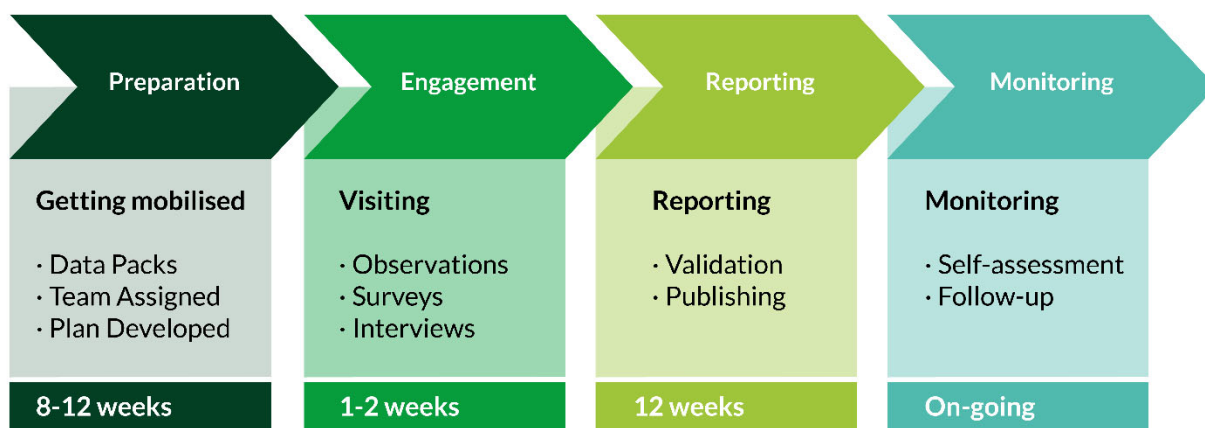 Preparation
Engagement
Reporting
Monitoring
Getting mobilised
· Data Packs
· Team Assigned
· Plan Developed
8-12 weeks
Visiting
· Observations
· Surveys
· Interviews
1-2 weeks
Reporting
· Validation
· Publishing
12 weeks
Monitoring
· Self-assessment
· Follow-up
On-going